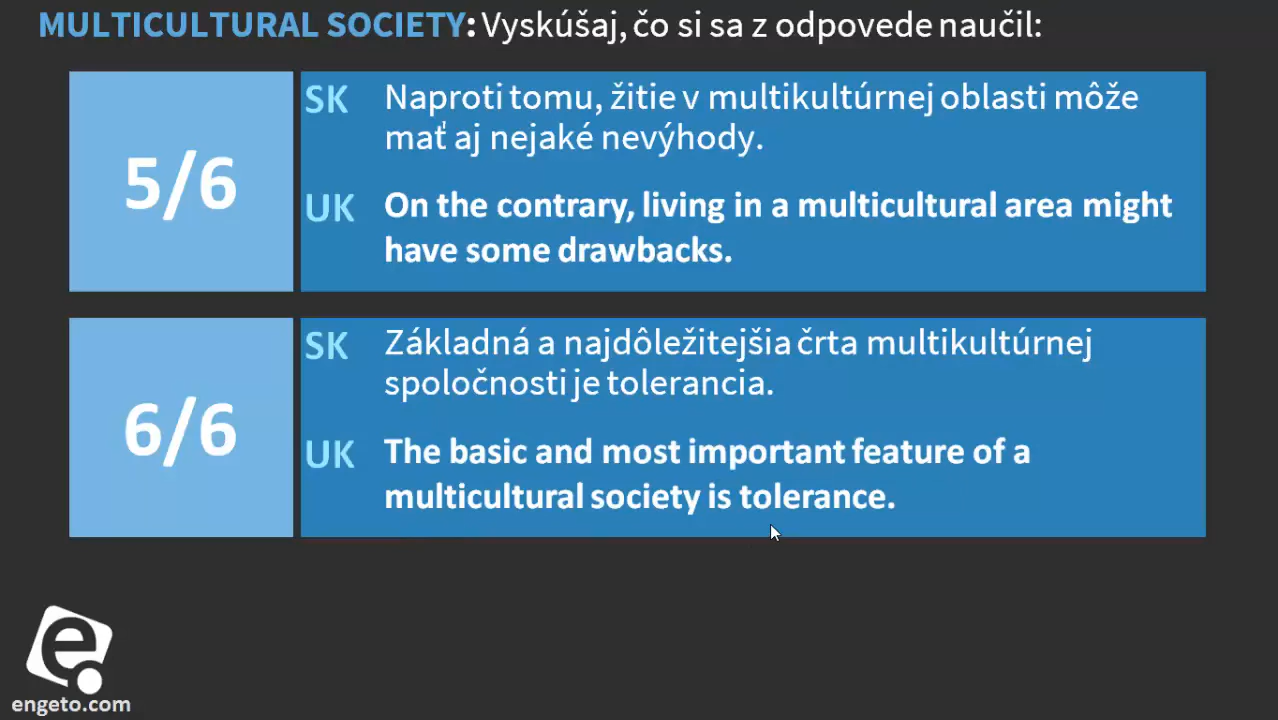 MULTICULTURAL SOCIETY: Vyskúšaj, čo si sa z odpovede naučil:
5/6
SK Naproti tomu, žitie v multikultúrnej oblasti môže
mať aj nejaké nevýhody.
UK On the contrary, living in a multicultural area might
have some drawbacks.
6/6
SK Základná a najdôležitejšia črta multikultúrnej
spoločnosti je tolerancia.
UK The basic and most important feature of a
multicultural society is tolerance.
e
engeto.com